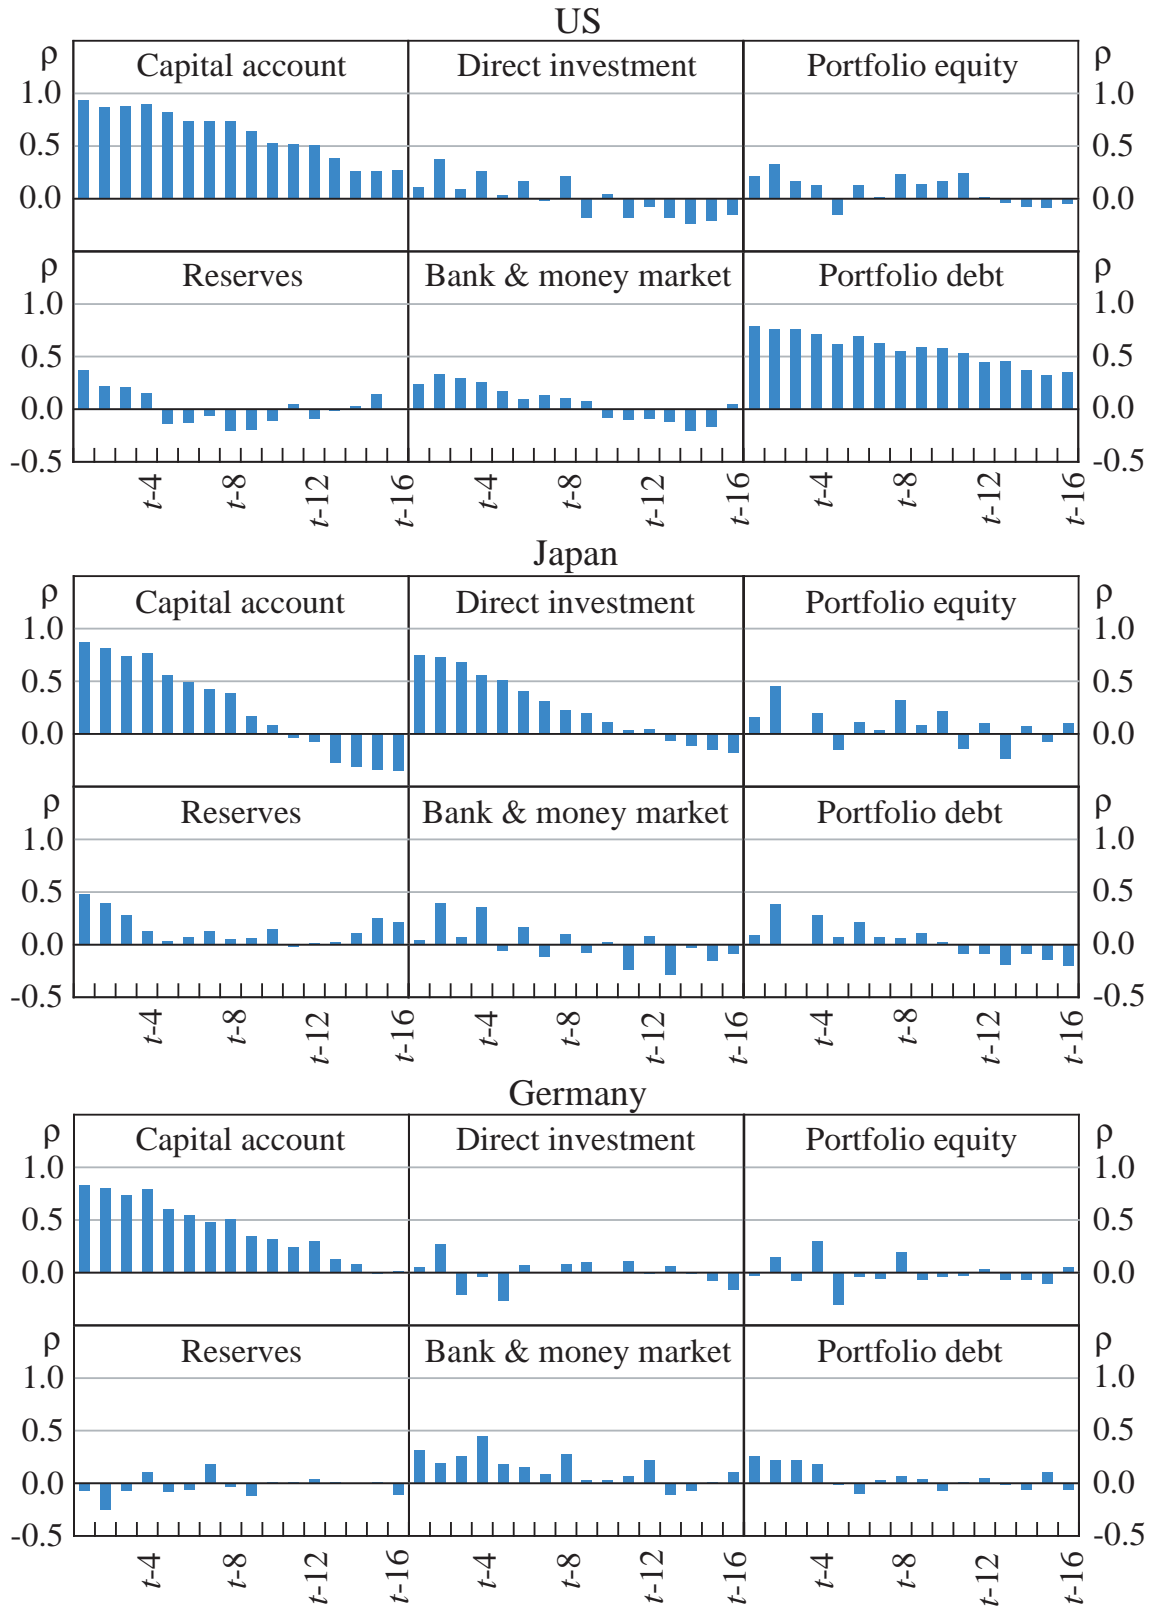 US
ρ ρ
Capital account Direct investment Portfolio equity
1.0 1.0
0.5 0.5
0.0 0.0
ρ ρ
Reserves Bank & money market Portfolio debt
1.0 1.0
0.5 0.5
0.0 0.0
-0.5 -0.5
t-4 t-8 t-12 t-16 t-4 t-8 t-12 t-16 t-4 t-8 t-12 t-16
Japan
ρ ρ
Capital account Direct investment Portfolio equity
1.0 1.0
0.5 0.5
0.0 0.0
ρ ρ
Reserves Bank & money market Portfolio debt
1.0 1.0
0.5 0.5
0.0 0.0
-0.5 -0.5
t-4 t-8 t-12 t-16 t-4 t-8 t-12 t-16 t-4 t-8 t-12 t-16
Germany
ρ ρ
Capital account Direct investment Portfolio equity
1.0 1.0
0.5 0.5
0.0 0.0
ρ ρ
Reserves Bank & money market Portfolio debt
1.0 1.0
0.5 0.5
0.0 0.0
-0.5 -0.5
t-4 t-8 t-12 t-16 t-4 t-8 t-12 t-16 t-4 t-8 t-12 t-16